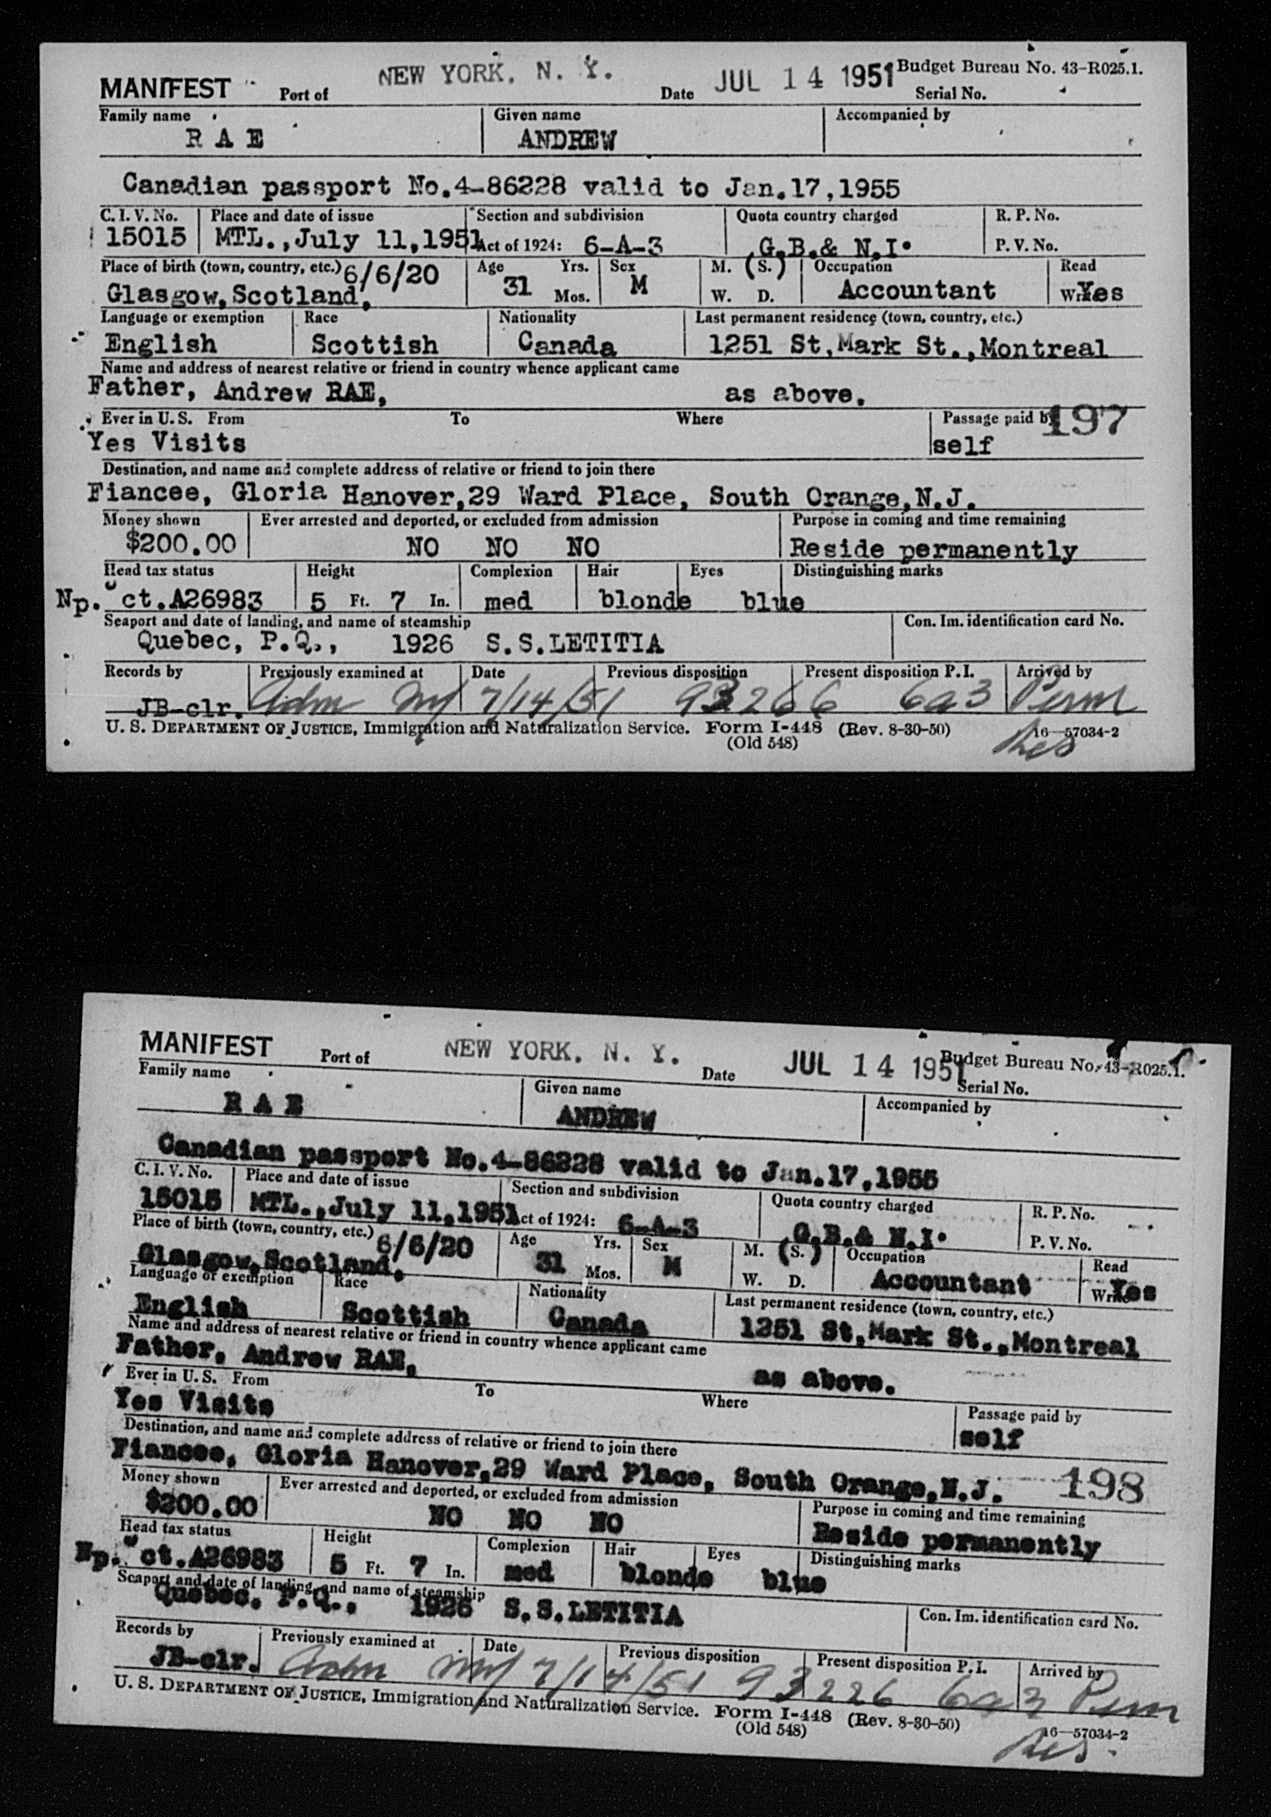 MANIFEST Port of NEW YORK, N. Y. Date JUL 14 1951 Budget Bureau No. 43-R025.1.
Serial No.
Family name Given name Accompanied by
RAE ANDREW
Canadian passport No.4-86228 valid to Jan.17,1955
C. I. V. No. Place and date of issue Section and subdivision Quota country charged R. P. No.
15015 MTL.,July 11,1951 Act of 1924: 6-A-3 G.B.& N.I. P. V. No.
Place of birth (town, country, etc.) 6/6/20 Age Yrs. Sex M. (S.) Occupation Read
Glasgow,Scotland, 31 Mos. M W. D. Accountant Write Yes
Language or exemption Race Nationality Last permanent residence (town, country, etc.)
English Scottish Canada 1251 St,Mark St.,Montreal
Name and address of nearest relative or friend in country whence applicant came
Father, Andrew RAE, as above.
Ever in U. S. From To Where Passage paid by 197
Yes Visits self
Destination, and name and complete address of relative or friend to join there
Fiancee, Gloria Hanover,29 Ward Place, South Orange,N.J.
Money shown Ever arrested and deported, or excluded from admission Purpose in coming and time remaining
$200.00 NO NO NO Reside permanently
Head tax status Height Complexion Hair Eyes Distinguishing marks
Np. ct.A26983 5 Ft. 7 In. med blonde blue
Seaport and date of landing, and name of steamship Con. Im. identification card No.
Quebec, P.Q., 1926 S.S.LETITIA
Records by Previously examined at Date Previous disposition Present disposition P. I. Arrived by
JB-clr. Adm NY 7/14/51 93266 6a3 Perm
U. S. DEPARTMENT OF JUSTICE, Immigration and Naturalization Service. Form I-448 (Rev. 8-30-50) 16—57034-2
(Old 548) Res
MANIFEST Port of NEW YORK, N. Y. Date JUL 14 1951 Budget Bureau No. 43-R025.1.
Serial No.
Family name Given name Accompanied by
RAE ANDREW
Canadian passport No.4-86228 valid to Jan.17,1955
C. I. V. No. Place and date of issue Section and subdivision Quota country charged R. P. No.
15015 MTL.,July 11,1951 Act of 1924: 6-A-3 G.B.& N.I. P. V. No.
Place of birth (town, country, etc.) 6/6/20 Age Yrs. Sex M. (S.) Occupation Read
Glasgow,Scotland, 31 Mos. M W. D. Accountant Write Yes
Language or exemption Race Nationality Last permanent residence (town, country, etc.)
English Scottish Canada 1251 St,Mark St.,Montreal
Name and address of nearest relative or friend in country whence applicant came
Father, Andrew RAE, as above.
Ever in U. S. From To Where Passage paid by
Yes Visits self
Destination, and name and complete address of relative or friend to join there
Fiancee, Gloria Hanover,29 Ward Place, South Orange,N.J. 198
Money shown Ever arrested and deported, or excluded from admission Purpose in coming and time remaining
$200.00 NO NO NO Reside permanently
Head tax status Height Complexion Hair Eyes Distinguishing marks
Np. ct.A26983 5 Ft. 7 In. med blonde blue
Seaport and date of landing, and name of steamship Con. Im. identification card No.
Quebec, P.Q., 1926 S.S.LETITIA
Records by Previously examined at Date Previous disposition Present disposition P. I. Arrived by
JB-clr. Adm NY 7/14/51 93226 6a3 Perm
U. S. DEPARTMENT OF JUSTICE, Immigration and Naturalization Service. Form I-448 (Rev. 8-30-50) 16—57034-2
(Old 548) Res.